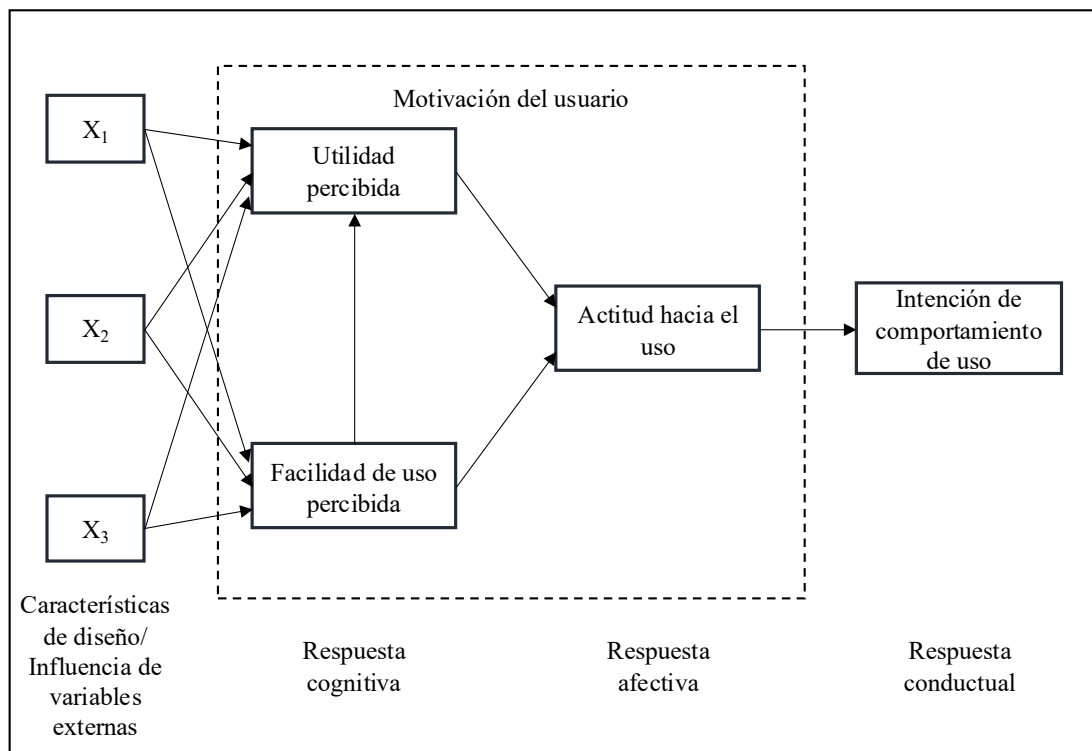 Motivación del usuario
X₁
Utilidad
percibida
X₂
Actitud hacia el
uso
Intención de
comportamiento
de uso
Facilidad de uso
percibida
X₃
Característícas
de diseño/
Influencia de
variables
externas
Respuesta
cognitiva
Respuesta
afectiva
Respuesta
conductual